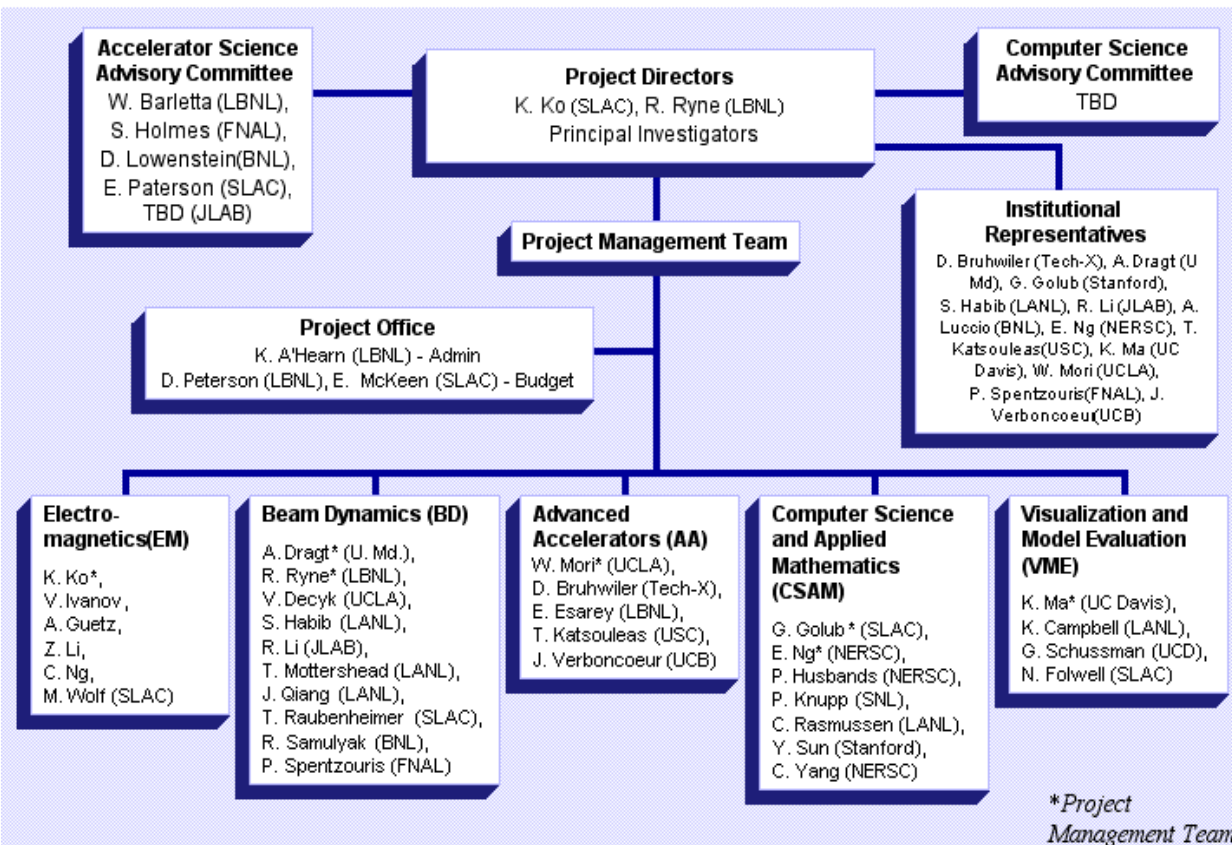 Accelerator Science
Advisory Committee
W. Barletta (LBNL),
S. Holmes (FNAL),
D. Lowenstein(BNL),
E. Paterson (SLAC),
TBD (JLAB)
Project Directors
K. Ko (SLAC), R. Ryne (LBNL)
Principal Investigators
Computer Science
Advisory Committee
TBD
Institutional
Representatives
D. Bruhwiler (Tech-X), A. Dragt (U
Md), G. Golub (Stanford),
S. Habib (LANL), R. Li (JLAB), A.
Luccio (BNL), E. Ng (NERSC), T.
Katsouleas(USC), K. Ma (UC
Davis), W. Mori (UCLA),
P. Spentzouris(FNAL), J.
Verboncoeur(UCB)
Project Management Team
Project Office
K. A'Hearn (LBNL) - Admin
D. Peterson (LBNL), E. McKeen (SLAC) - Budget
Electro-
magnetics(EM)
K. Ko*,
V. Ivanov,
A. Guetz,
Z. Li,
C. Ng,
M. Wolf (SLAC)
Beam Dynamics (BD)
A. Dragt* (U. Md.),
R. Ryne* (LBNL),
V. Decyk (UCLA),
S. Habib (LANL),
R. Li (JLAB),
T. Mottershead (LANL),
J. Qiang (LANL),
T. Raubenheimer (SLAC),
R. Samulyak (BNL),
P. Spentzouris (FNAL)
Advanced
Accelerators (AA)
W. Mori* (UCLA),
D. Bruhwiler (Tech-X),
E. Esarey (LBNL),
T. Katsouleas (USC),
J. Verboncoeur (UCB)
Computer Science
and Applied
Mathematics
(CSAM)
G. Golub* (SLAC),
E. Ng* (NERSC),
P. Husbands (NERSC),
P. Knupp (SNL),
C. Rasmussen (LANL),
Y. Sun (Stanford),
C. Yang (NERSC)
Visualization and
Model Evaluation
(VME)
K. Ma* (UC Davis),
K. Campbell (LANL),
G. Schussman (UCD),
N. Folwell (SLAC)
*Project
Management Team